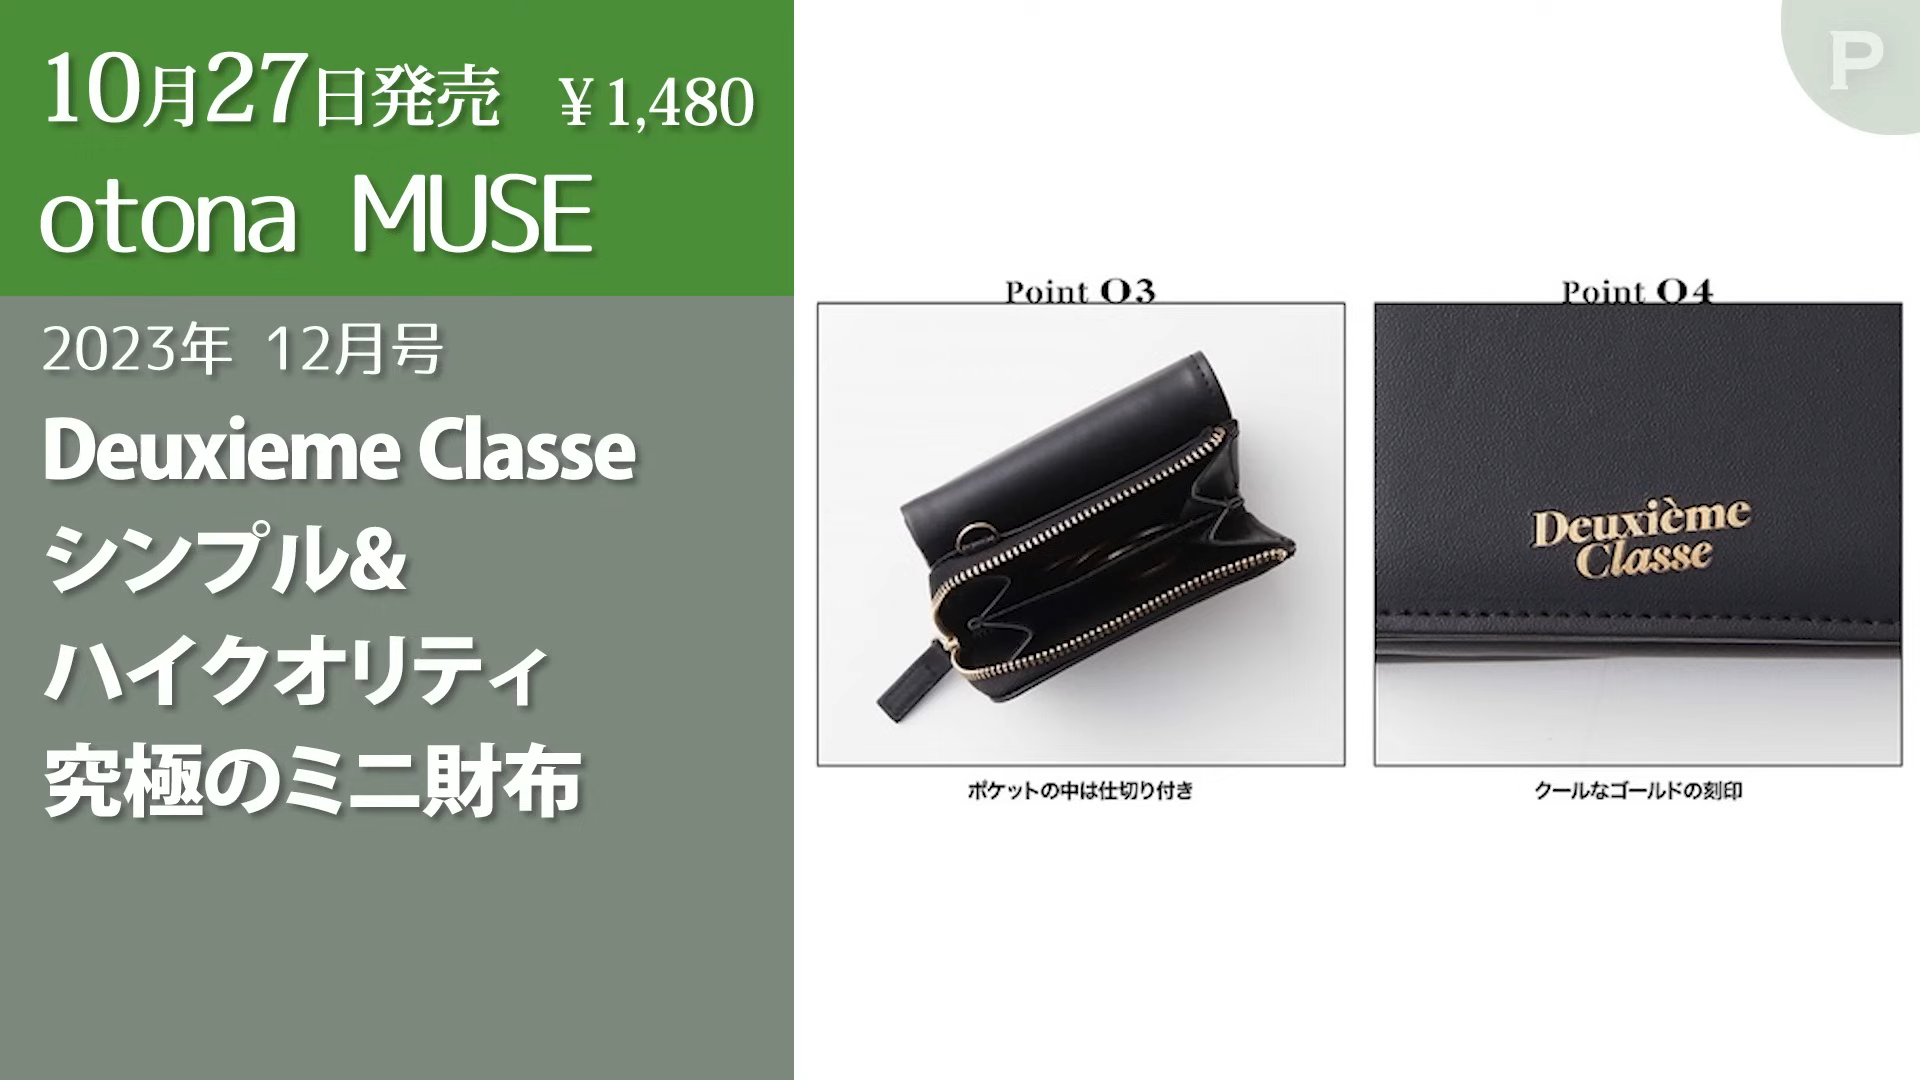 10月27日発売 ¥1,480
otona MUSE
2023年 12月号
Deuxieme Classe
シンプル&
ハイクオリティ
究極のミニ財布
P
Point 03
Point 04
Deuxième
Classe
ポケットの中は仕切り付き
クールなゴールドの刻印